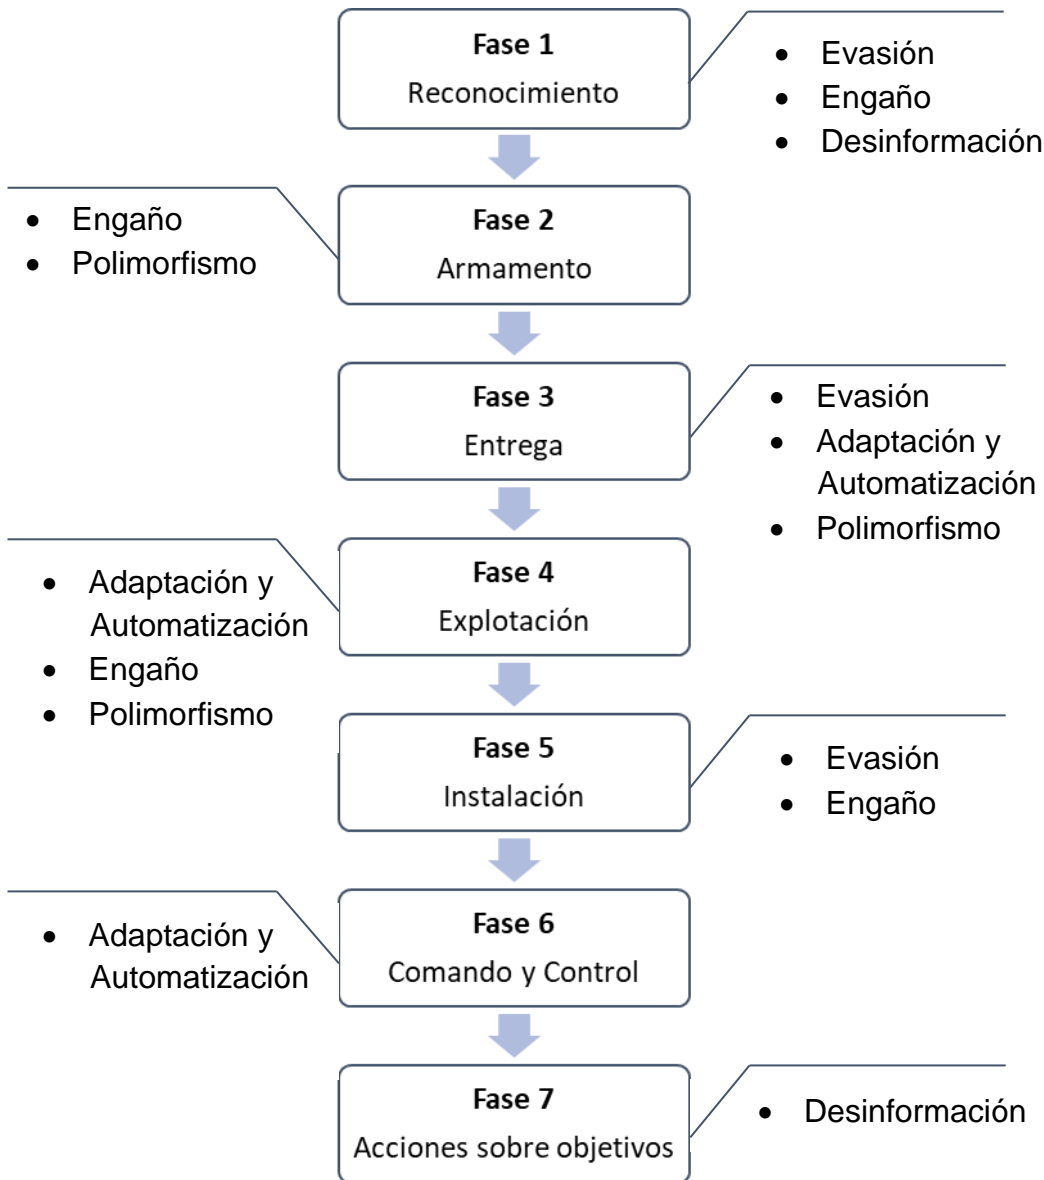 Fase 1
Reconocimiento
• Evasión
• Engaño
• Desinformación
Fase 2
Armamento
• Engaño
• Polimorfismo
Fase 3
Entrega
• Evasión
• Adaptación y
Automatización
• Polimorfismo
Fase 4
Explotación
• Adaptación y
Automatización
• Engaño
• Polimorfismo
Fase 5
Instalación
• Evasión
• Engaño
Fase 6
Comando y Control
• Adaptación y
Automatización
Fase 7
Acciones sobre objetivos
• Desinformación